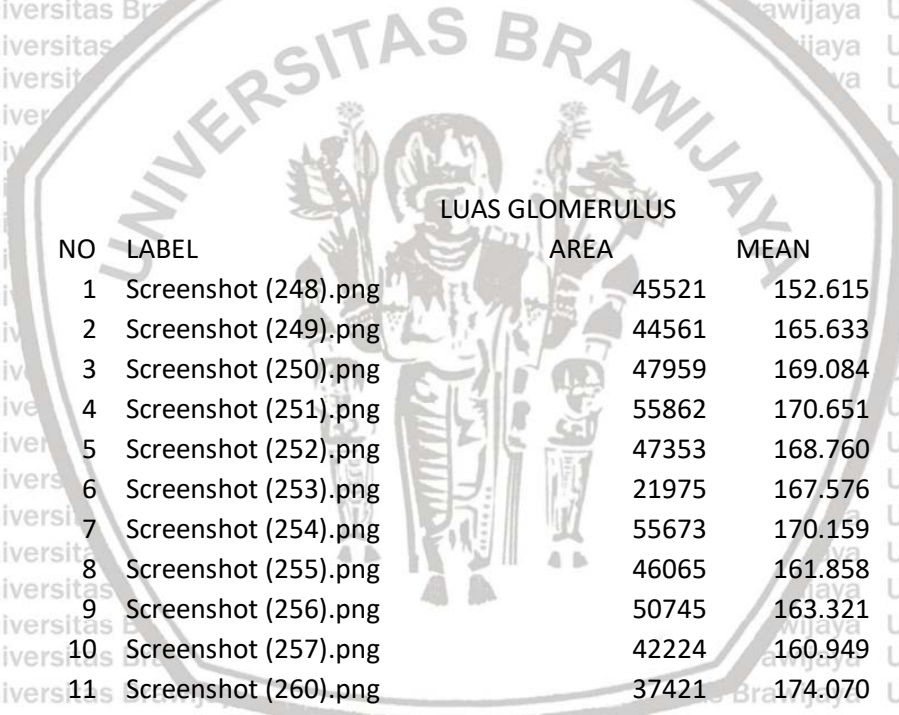 UNIVERSITAS BRAWIJAYA
LUAS GLOMERULUS
NO LABEL AREA MEAN
1 Screenshot (248).png 45521 152.615
2 Screenshot (249).png 44561 165.633
3 Screenshot (250).png 47959 169.084
4 Screenshot (251).png 55862 170.651
5 Screenshot (252).png 47353 168.760
6 Screenshot (253).png 21975 167.576
7 Screenshot (254).png 55673 170.159
8 Screenshot (255).png 46065 161.858
9 Screenshot (256).png 50745 163.321
10 Screenshot (257).png 42224 160.949
11 Screenshot (260).png 37421 174.070